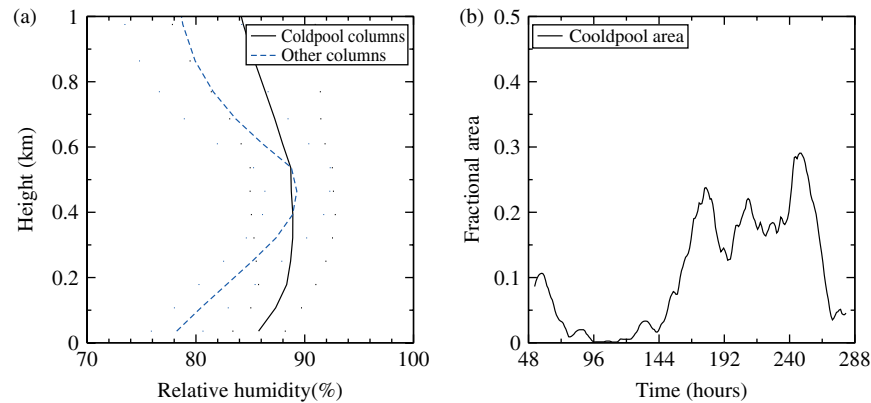 (a)
Coldpool columns
Other columns
Height (km)
1
0.8
0.6
0.4
0.2
0
70 80 90 100
Relative humidity(%)
(b)
Cooldpool area
Fractional area
0.5
0.4
0.3
0.2
0.1
0
48 96 144 192 240 288
Time (hours)